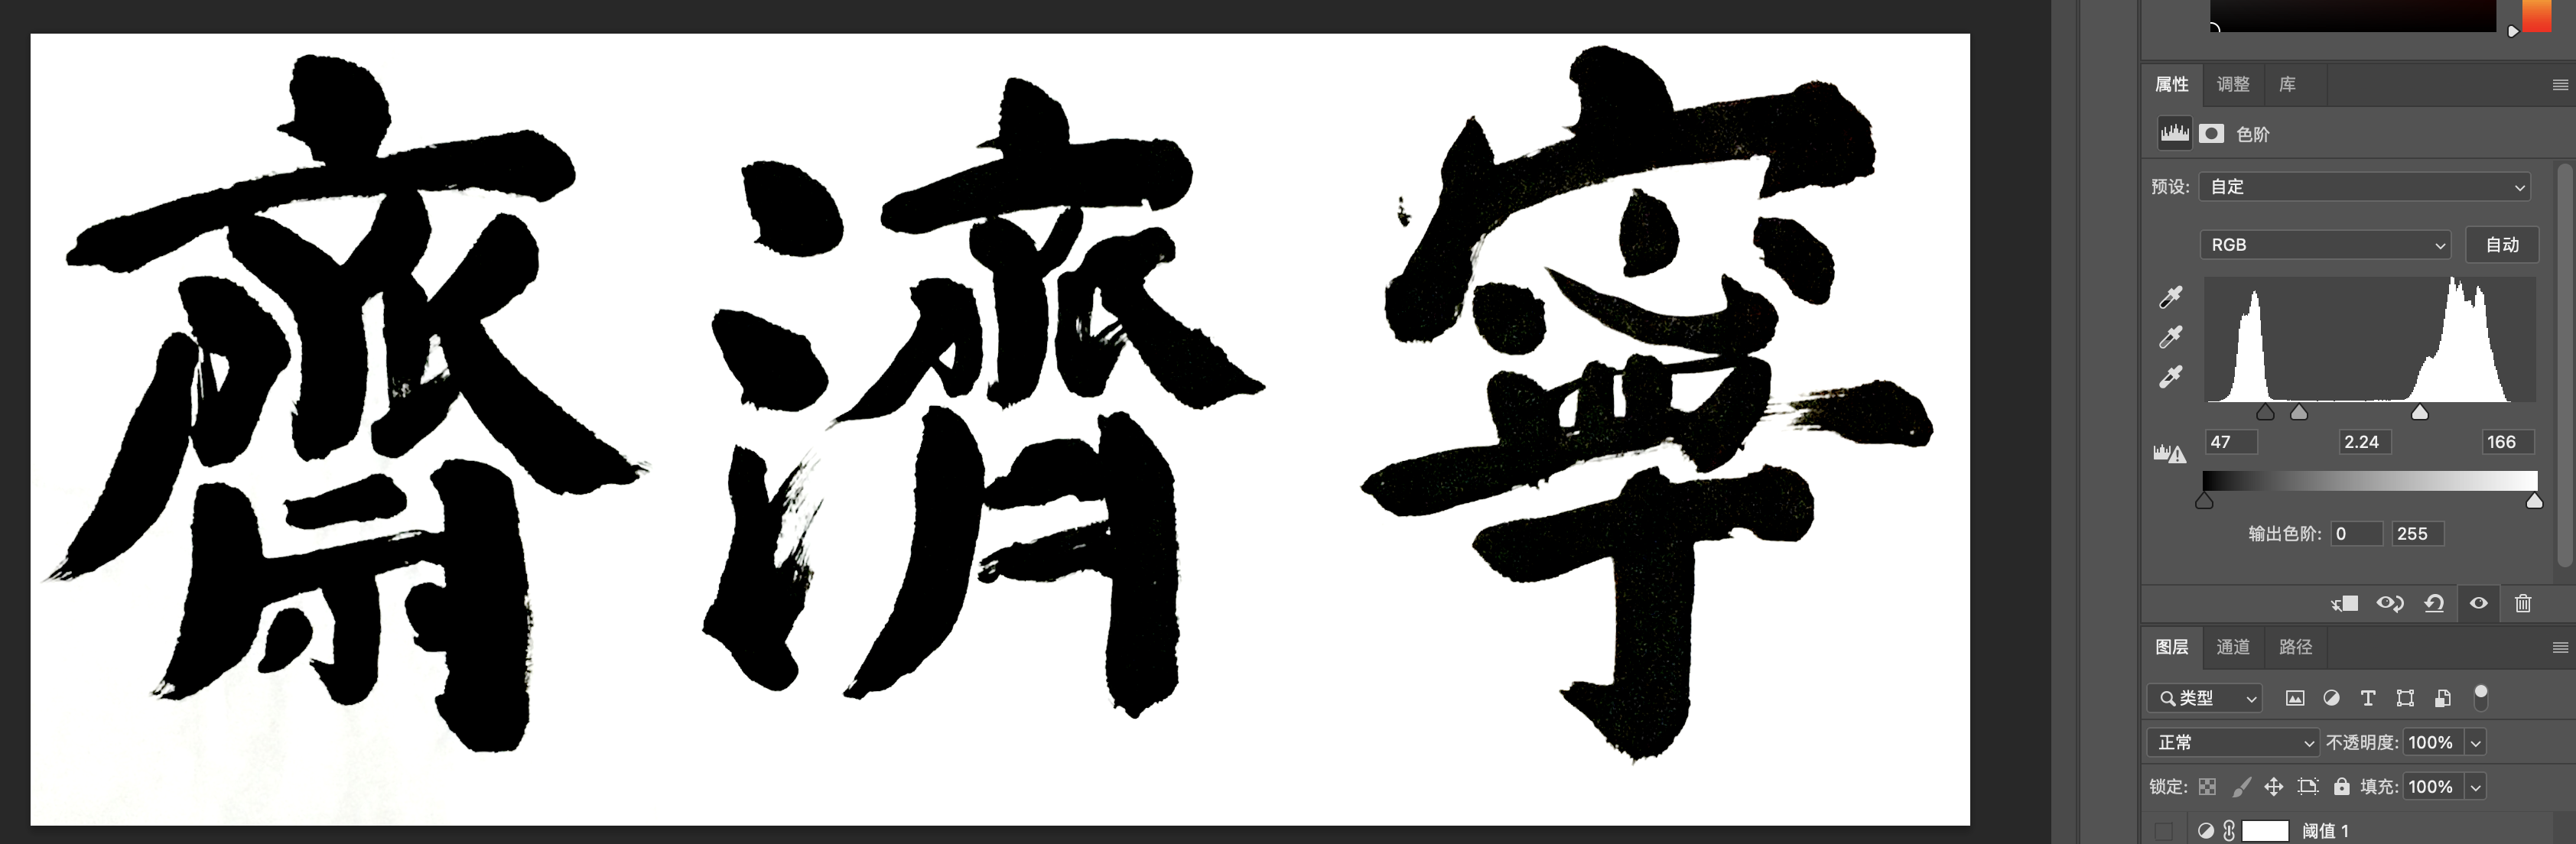 寧濟齋
属性 调整 库
色阶
预设: 自定
RGB 自动
47 2.24 166
输出色阶: 0 255
图层 通道 路径
类型
正常 不透明度: 100%
锁定: 填充: 100%
阈值 1